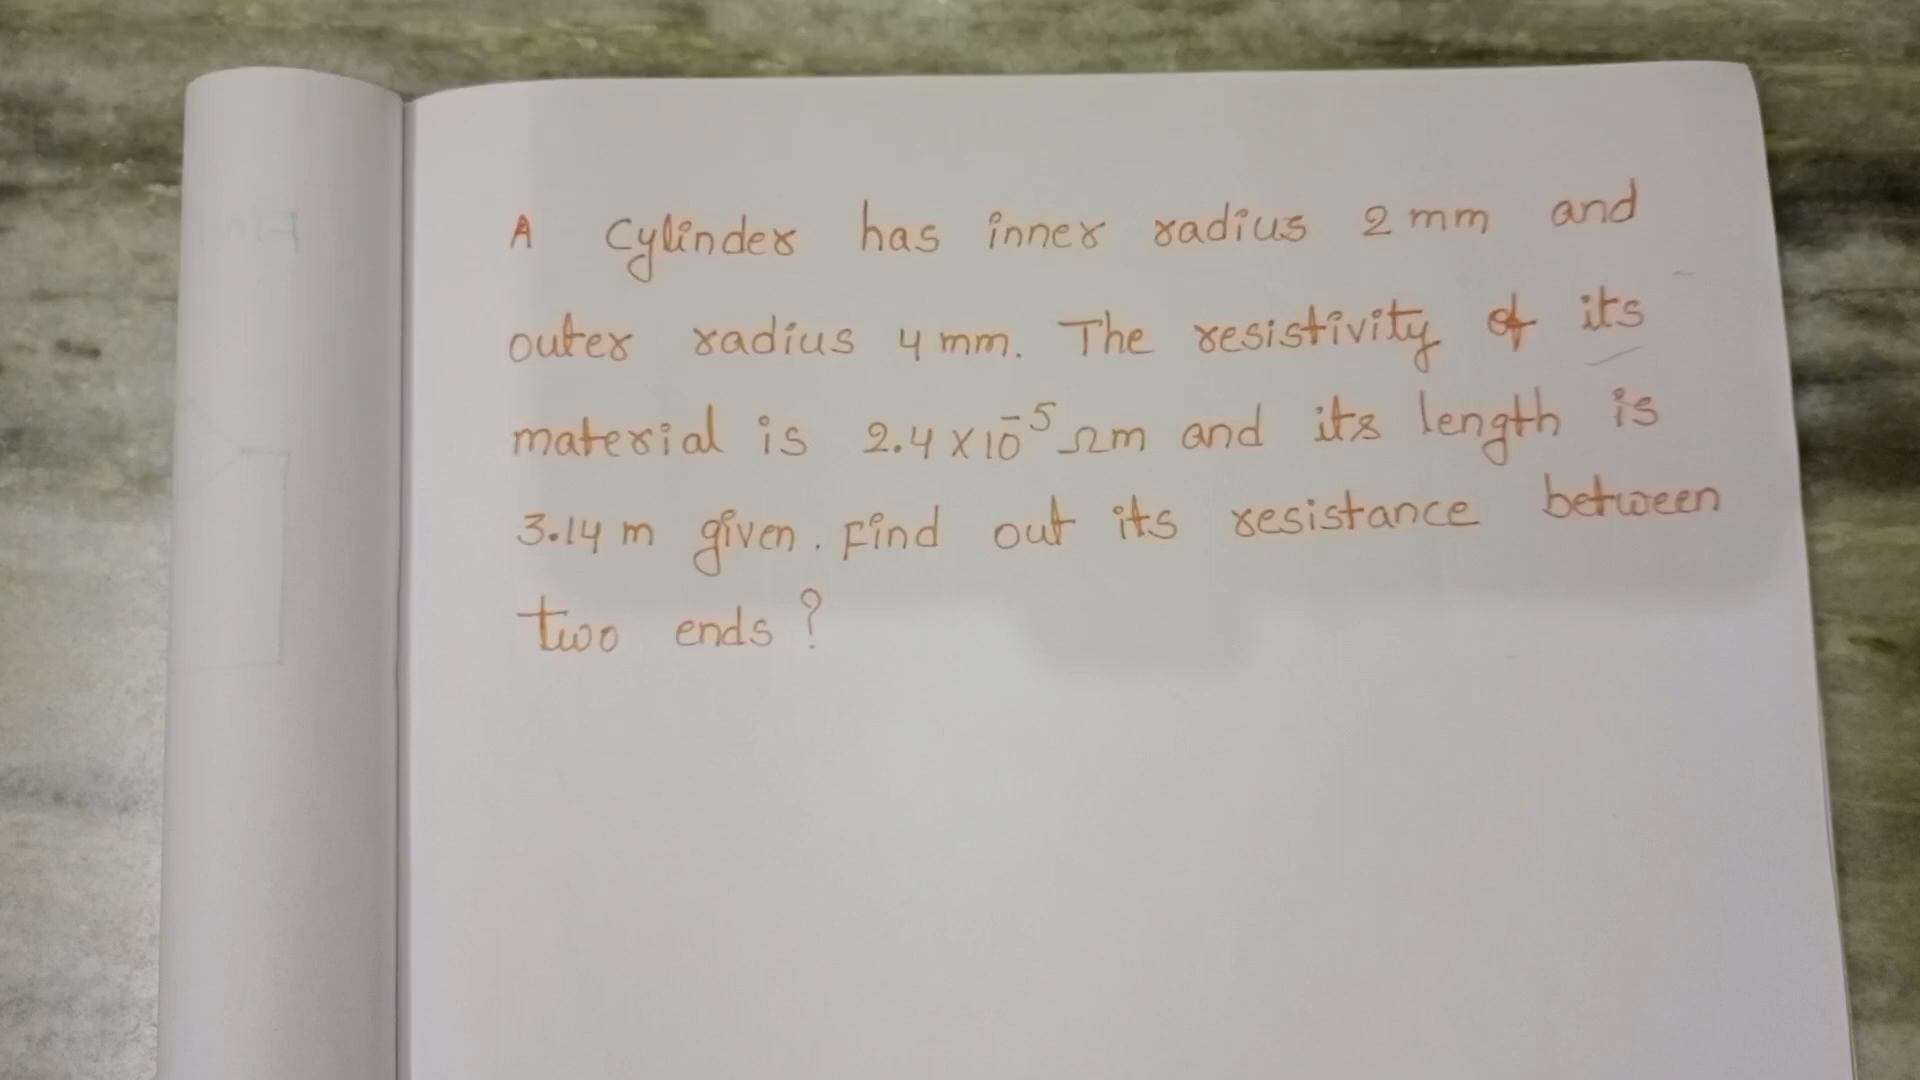 A Cylinder has inner radius 2 mm and
outer radius 4 mm. The resistivity of its
material is 2.4 × 10⁻⁵ Ωm and its length is
3.14 m given. Find out its resistance between
two ends ?